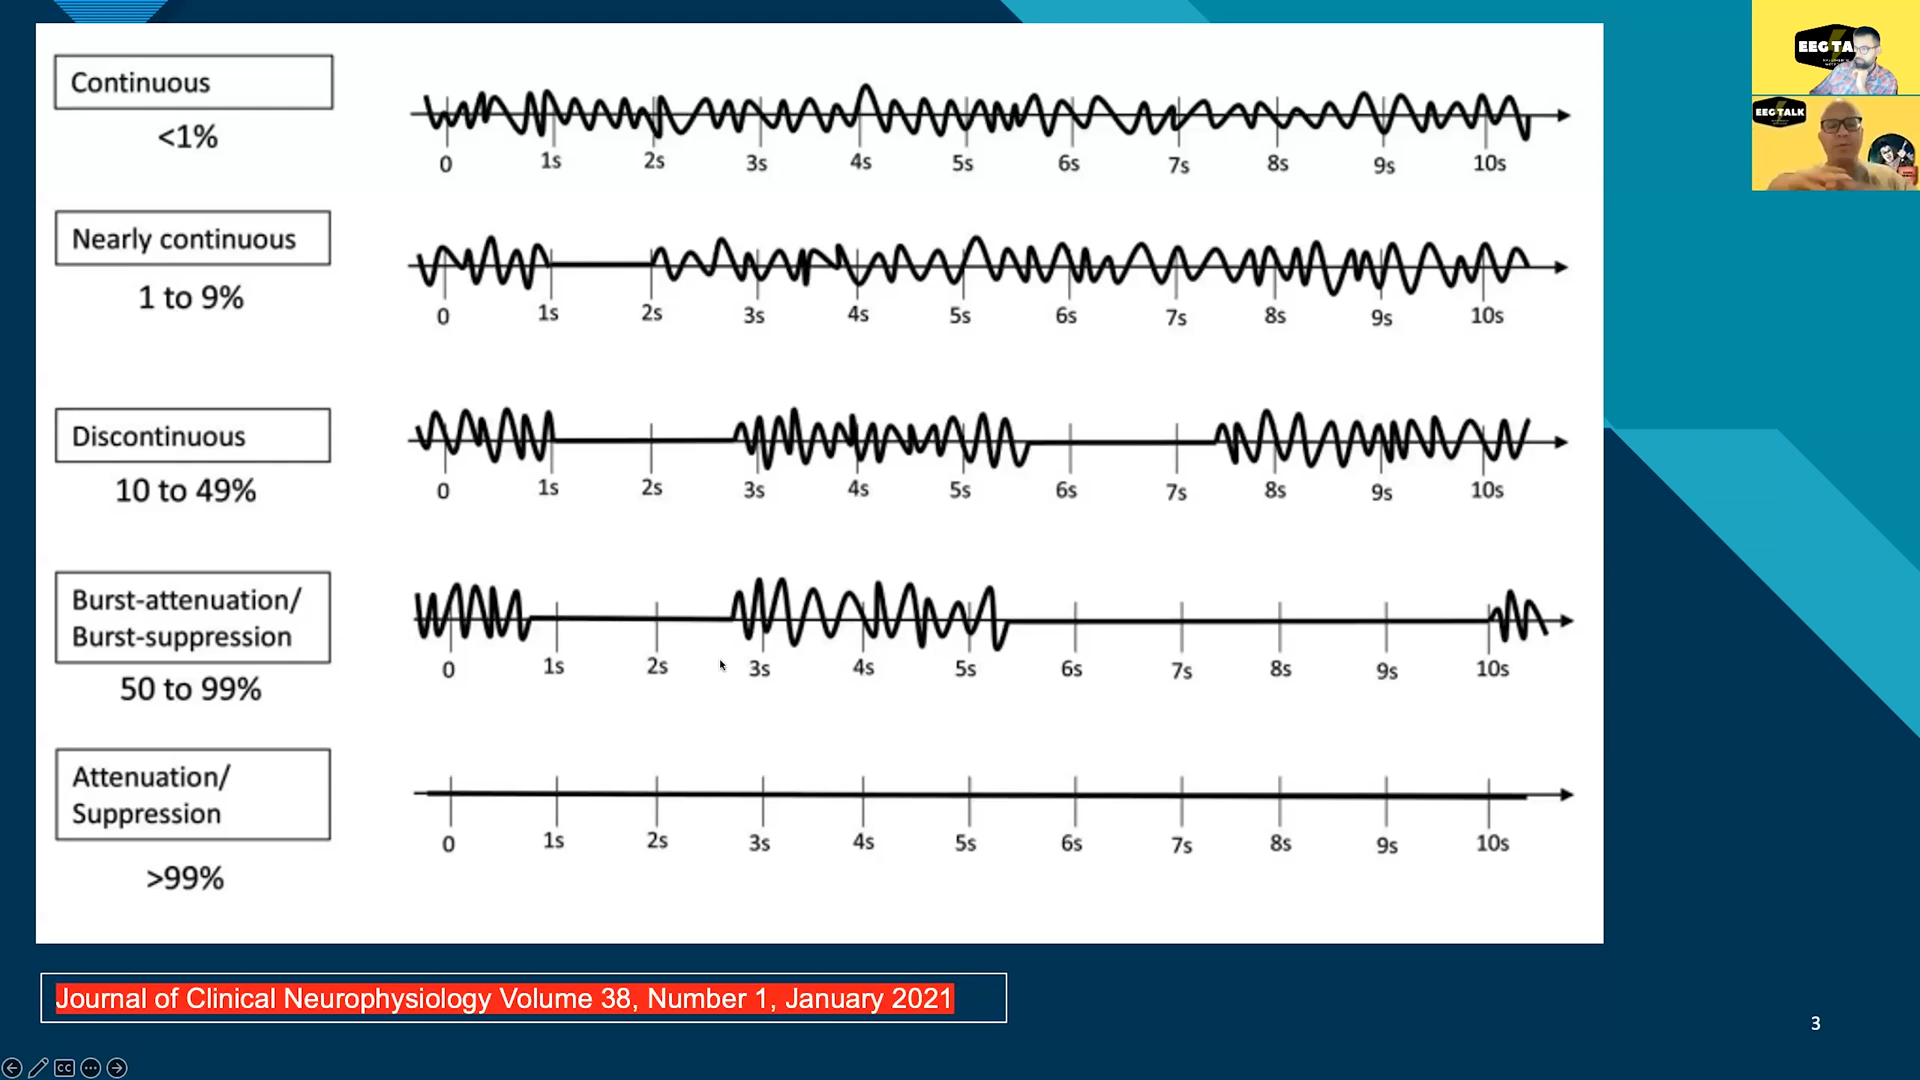 Continuous
<1%
0 1s 2s 3s 4s 5s 6s 7s 8s 9s 10s
Nearly continuous
1 to 9%
0 1s 2s 3s 4s 5s 6s 7s 8s 9s 10s
Discontinuous
10 to 49%
0 1s 2s 3s 4s 5s 6s 7s 8s 9s 10s
Burst-attenuation/
Burst-suppression
50 to 99%
0 1s 2s 3s 4s 5s 6s 7s 8s 9s 10s
Attenuation/
Suppression
>99%
0 1s 2s 3s 4s 5s 6s 7s 8s 9s 10s
Journal of Clinical Neurophysiology Volume 38, Number 1, January 2021
3
EEG TA
EEG TALK
CC